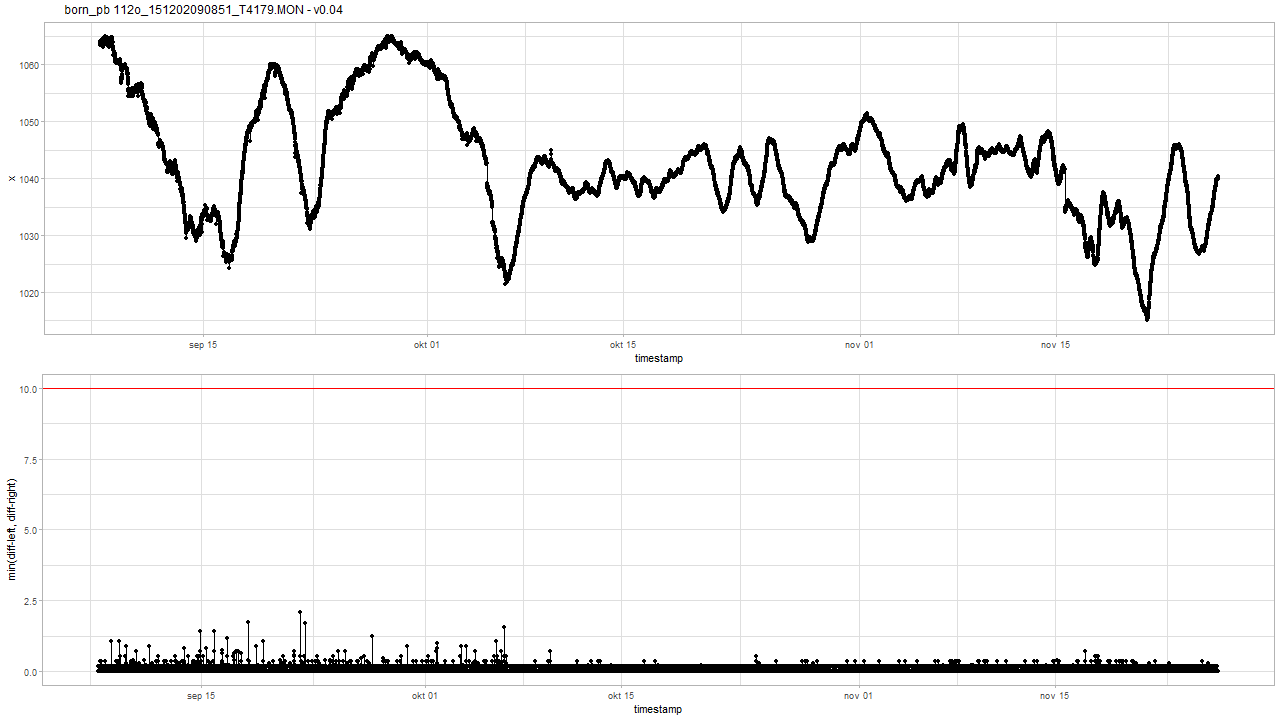 born_pb 112o_151202090851_T4179.MON - v0.04
1060
1050
1040
1030
1020
x
sep 15
okt 01
okt 15
nov 01
nov 15
timestamp
10.0
7.5
5.0
2.5
0.0
min(diff-left, diff-right)
sep 15
okt 01
okt 15
nov 01
nov 15
timestamp